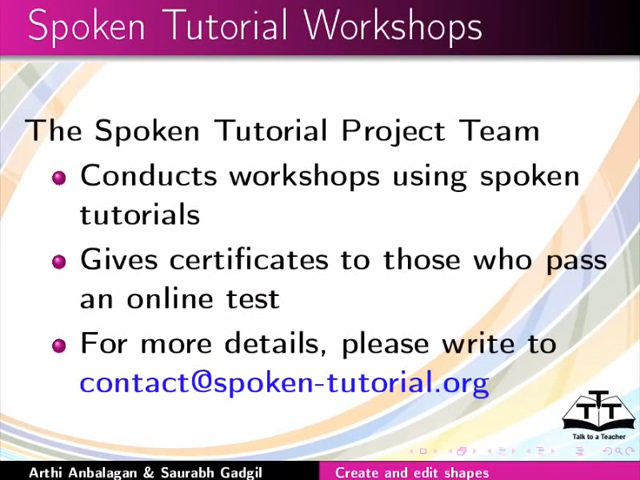 Spoken Tutorial Workshops
The Spoken Tutorial Project Team
Conducts workshops using spoken
tutorials
Gives certificates to those who pass
an online test
For more details, please write to
contact@spoken-tutorial.org
TTT
Talk to a Teacher
Arthi Anbalagan & Saurabh Gadgil
Create and edit shapes